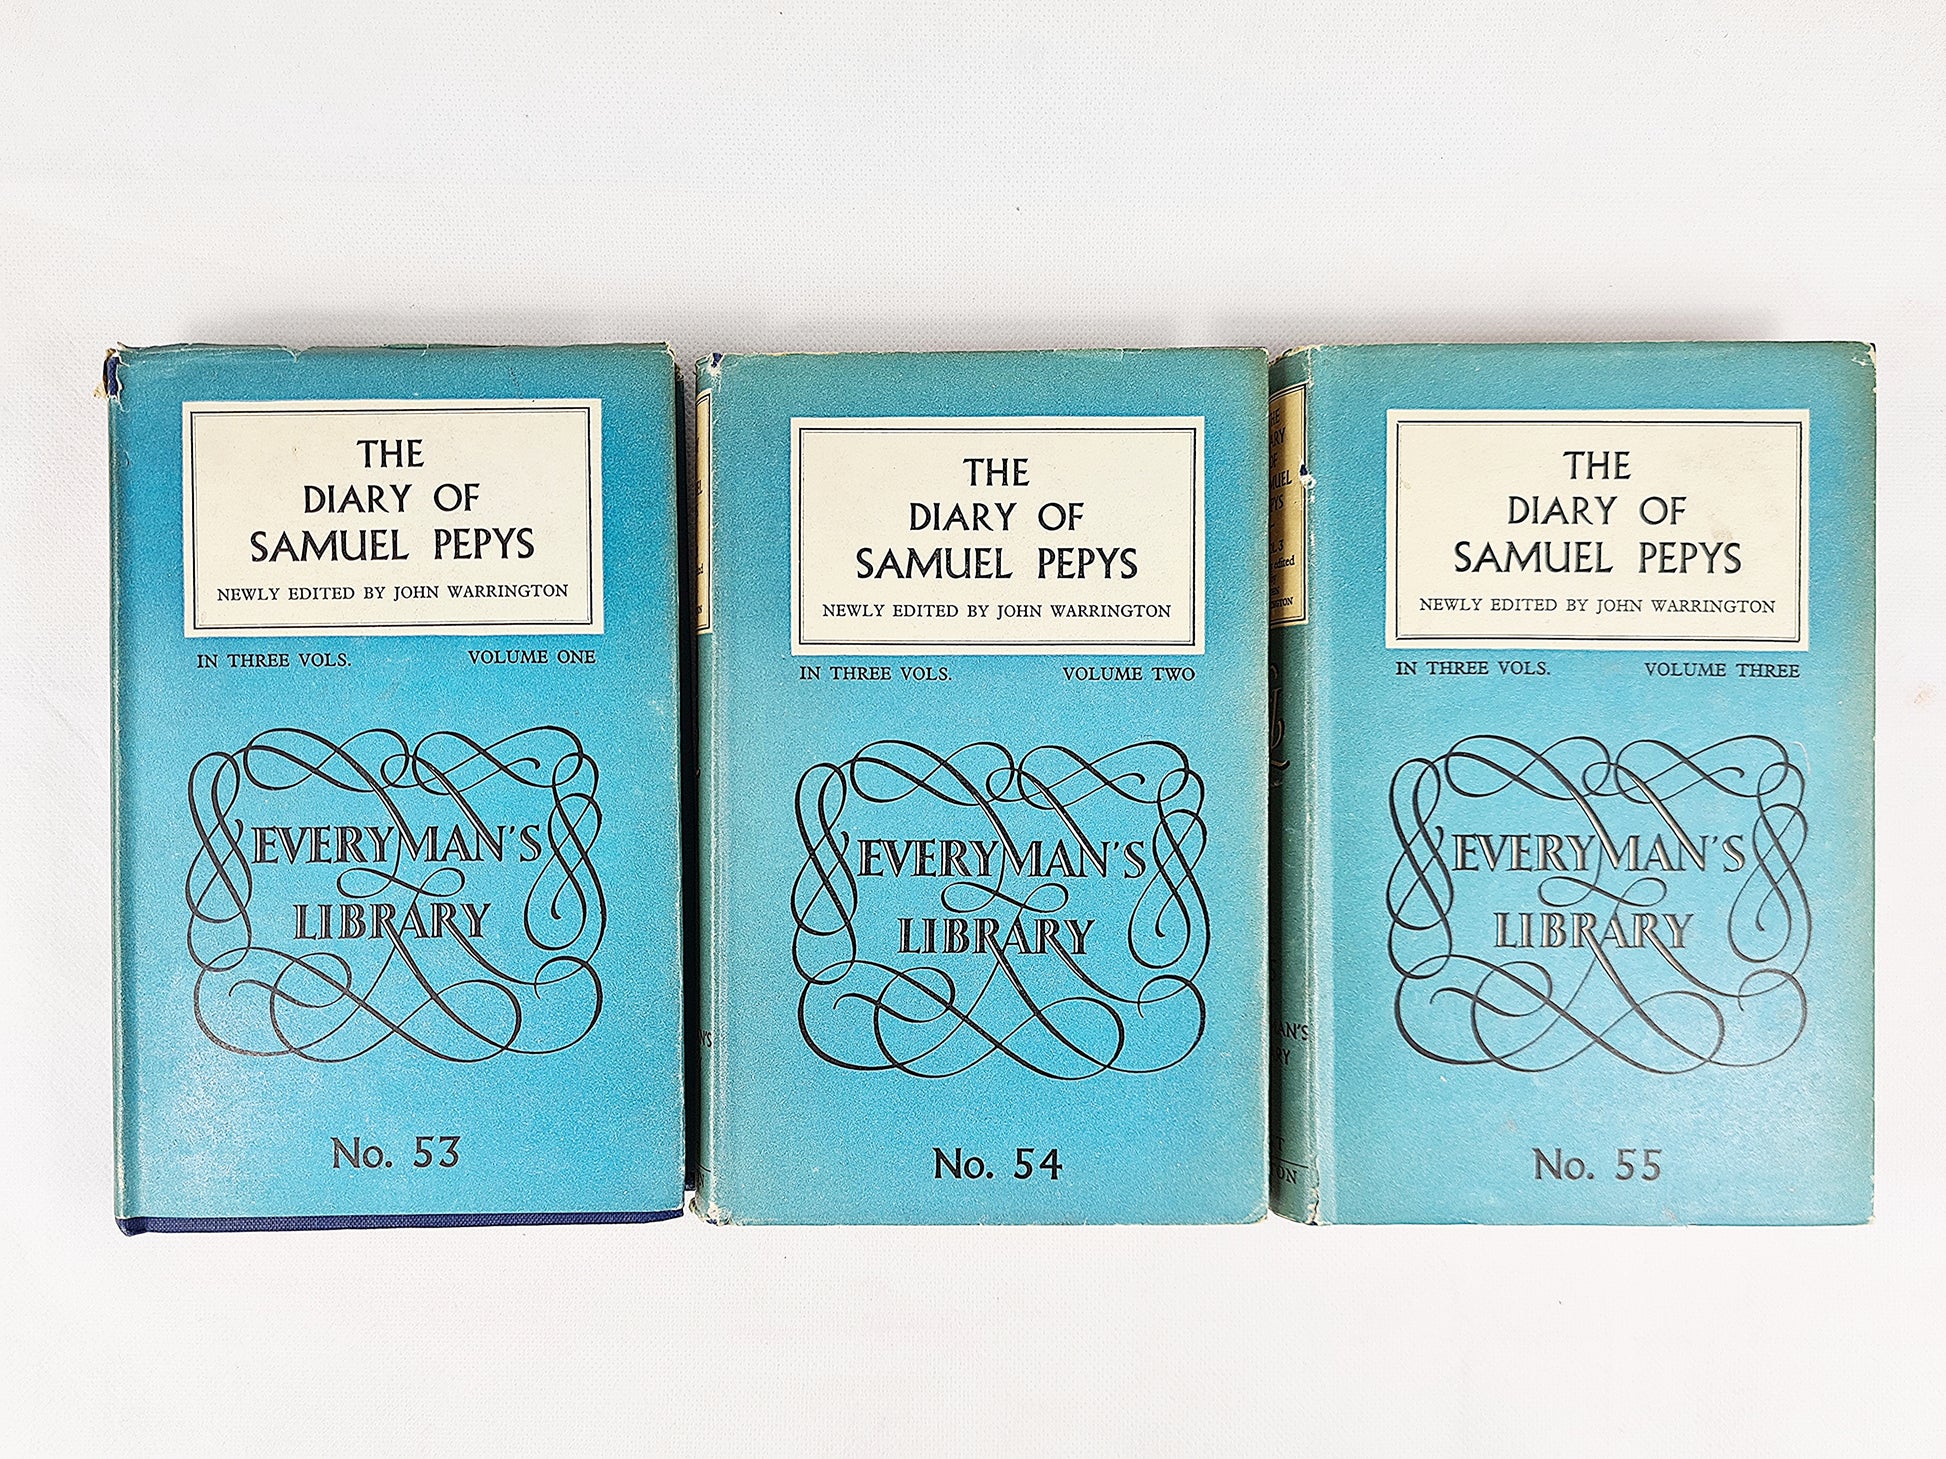 THE
DIARY OF
SAMUEL PEPYS
NEWLY EDITED BY JOHN WARRINGTON
IN THREE VOLS. VOLUME ONE
EVERYMAN'S
LIBRARY
No. 53
THE
DIARY OF
SAMUEL PEPYS
NEWLY EDITED BY JOHN WARRINGTON
IN THREE VOLS. VOLUME TWO
EVERYMAN'S
LIBRARY
No. 54
THE
DIARY OF
SAMUEL PEPYS
NEWLY EDITED BY JOHN WARRINGTON
IN THREE VOLS. VOLUME THREE
EVERYMAN'S
LIBRARY
No. 55